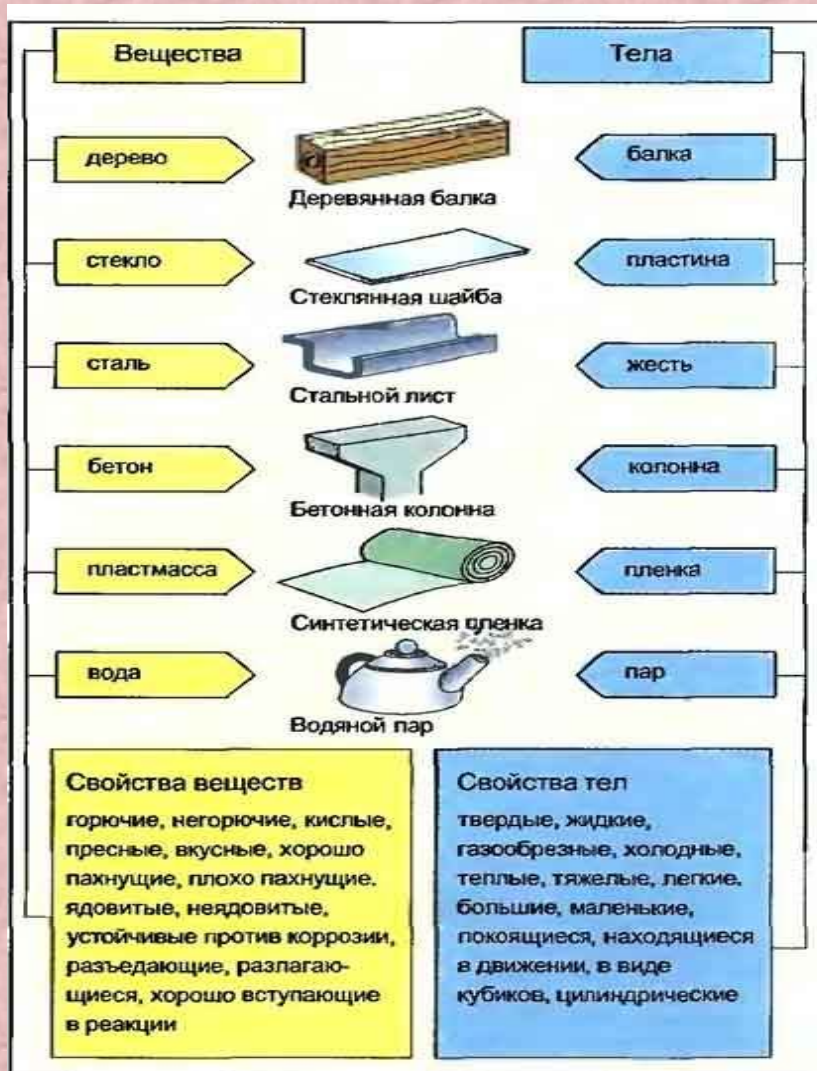 Вещества
Тела
дерево
балка
Деревянная балка
стекло
пластина
Стеклянная шайба
сталь
жесть
Стальной лист
бетон
колонна
Бетонная колонна
пластмасса
пленка
Синтетическая пленка
вода
пар
Водяной пар
Свойства веществ
горючие, негорючие, кислые,
пресные, вкусные, хорошо
пахнущие, плохо пахнущие.
ядовитые, неядовитые,
устойчивые против коррозии,
разъедающие, разлагаю-
щиеся, хорошо вступающие
в реакции
Свойства тел
твердые, жидкие,
газообрезные, холодные,
теплые, тяжелые, легкие.
большие, маленькие,
покоящиеся, находящиеся
в движении, в виде
кубиков, цилиндрические